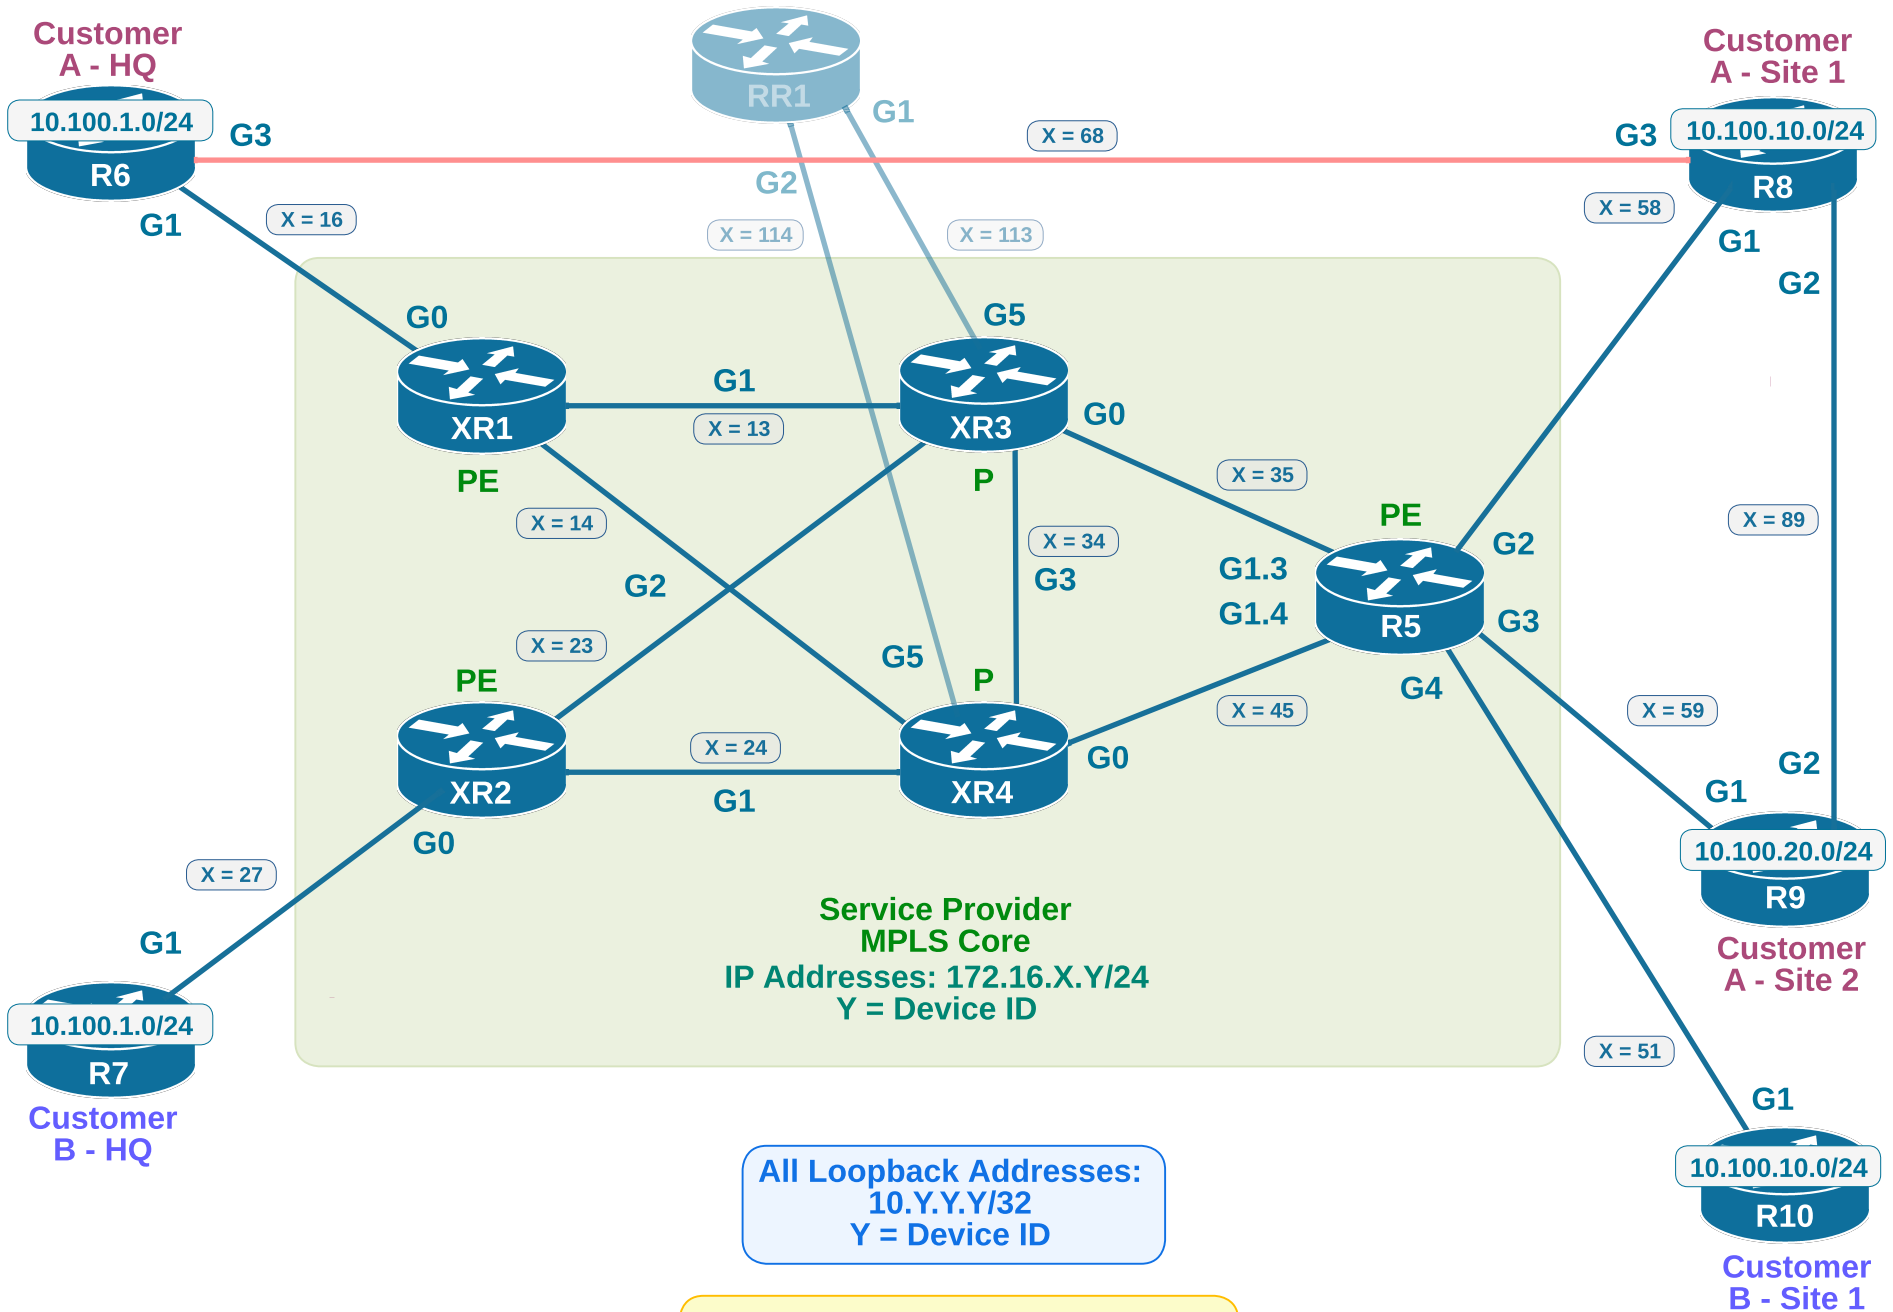 Customer
A - HQ
10.100.1.0/24
R6
G3
G1
X = 16
RR1
G1
G2
X = 68
X = 114
X = 113
Customer
A - Site 1
G3
10.100.10.0/24
R8
X = 58
G1
G2
G0
XR1
PE
G1
X = 13
G5
XR3
P
G0
X = 35
X = 14
G2
X = 34
G3
X = 23
PE
G1.3
G1.4
R5
G2
G3
G4
X = 89
PE
XR2
G0
X = 24
G1
G5
P
XR4
G0
X = 45
X = 59
G2
G1
10.100.20.0/24
R9
Customer
A - Site 2
X = 27
G1
10.100.1.0/24
R7
Customer
B - HQ
Service Provider
MPLS Core
IP Addresses: 172.16.X.Y/24
Y = Device ID
X = 51
G1
10.100.10.0/24
R10
Customer
B - Site 1
All Loopback Addresses:
10.Y.Y.Y/32
Y = Device ID